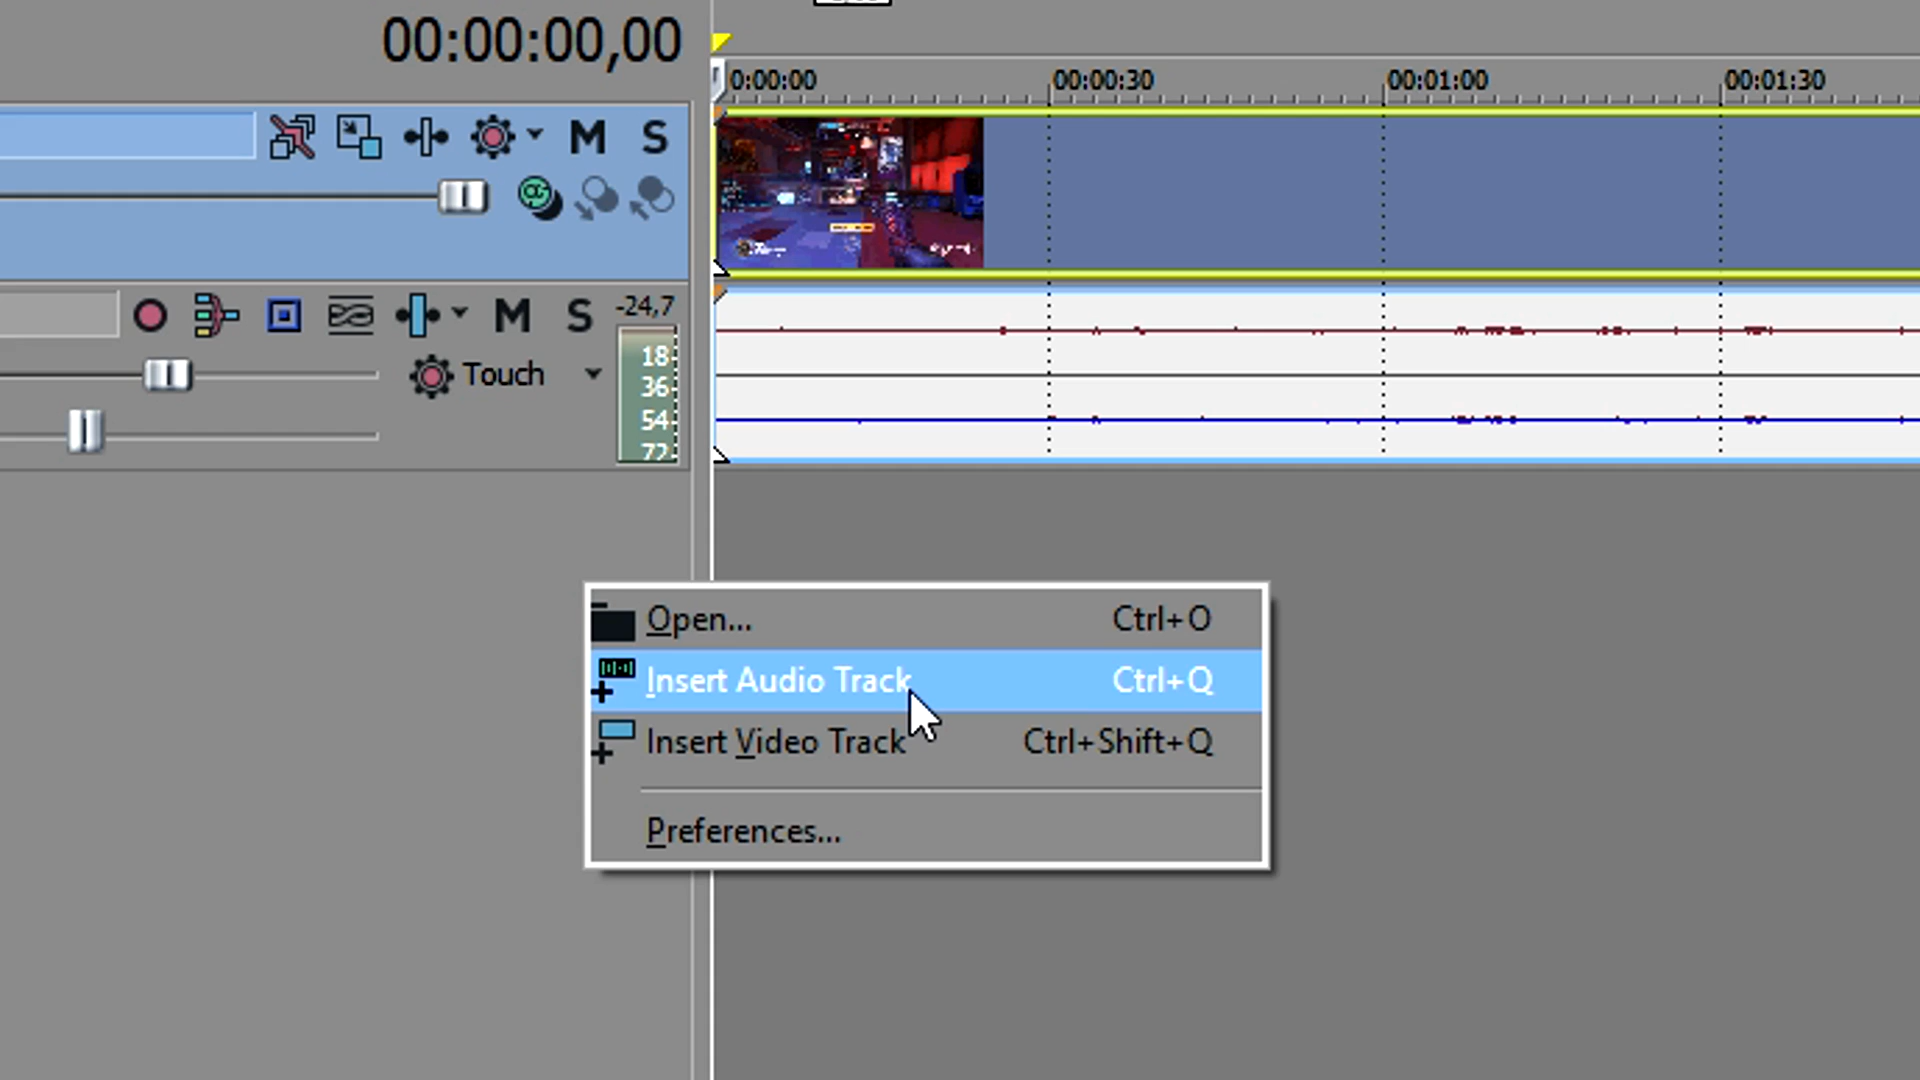 00:00:00,00
0:00:00 00:00:30 00:01:00 00:01:30
M S
M S -24,7
18
36
54
72
Touch
Open... Ctrl+O
Insert Audio Track Ctrl+Q
Insert Video Track Ctrl+Shift+Q
Preferences...